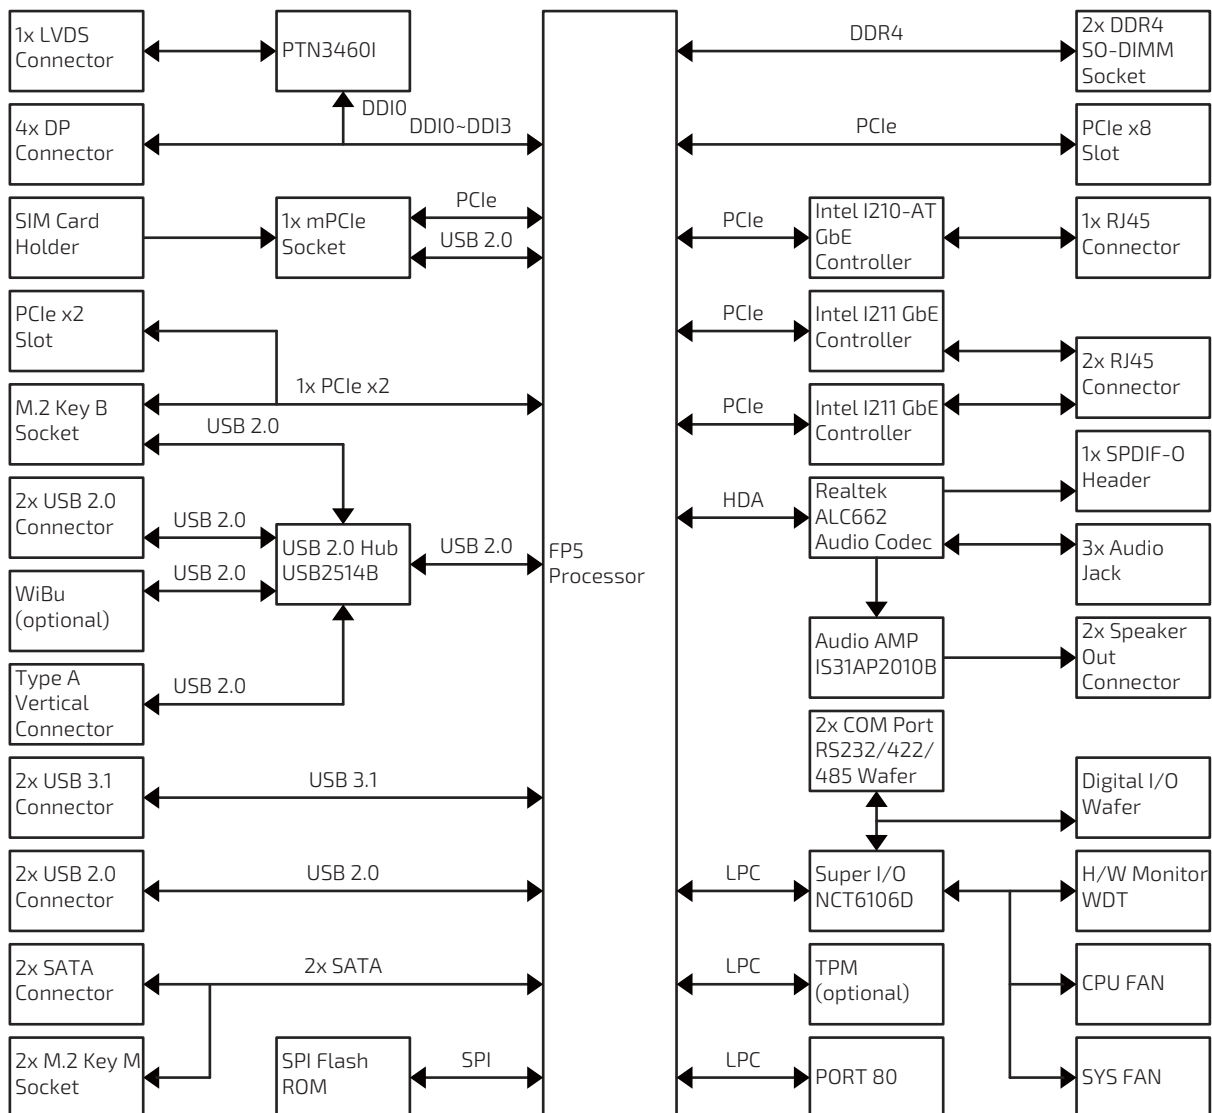 1x LVDS
Connector
PTN3460I
DDI0
4x DP
Connector
DDI0~DDI3
SIM Card
Holder
1x mPCIe
Socket
PCIe
USB 2.0
PCIe x2
Slot
1x PCIe x2
M.2 Key B
Socket
USB 2.0
2x USB 2.0
Connector
USB 2.0
USB 2.0 Hub
USB2514B
USB 2.0
WiBu
(optional)
USB 2.0
Type A
Vertical
Connector
USB 2.0
2x USB 3.1
Connector
USB 3.1
2x USB 2.0
Connector
USB 2.0
2x SATA
Connector
2x SATA
2x M.2 Key M
Socket
SPI Flash
ROM
SPI
FP5
Processor
DDR4
2x DDR4
SO-DIMM
Socket
PCIe
PCIe x8
Slot
PCIe
Intel I210-AT
GbE
Controller
1x RJ45
Connector
PCIe
Intel I211 GbE
Controller
2x RJ45
Connector
PCIe
Intel I211 GbE
Controller
1x SPDIF-O
Header
HDA
Realtek
ALC662
Audio Codec
3x Audio
Jack
Audio AMP
IS31AP2010B
2x Speaker
Out
Connector
2x COM Port
RS232/422/
485 Wafer
Digital I/O
Wafer
LPC
Super I/O
NCT6106D
H/W Monitor
WDT
LPC
TPM
(optional)
CPU FAN
LPC
PORT 80
SYS FAN